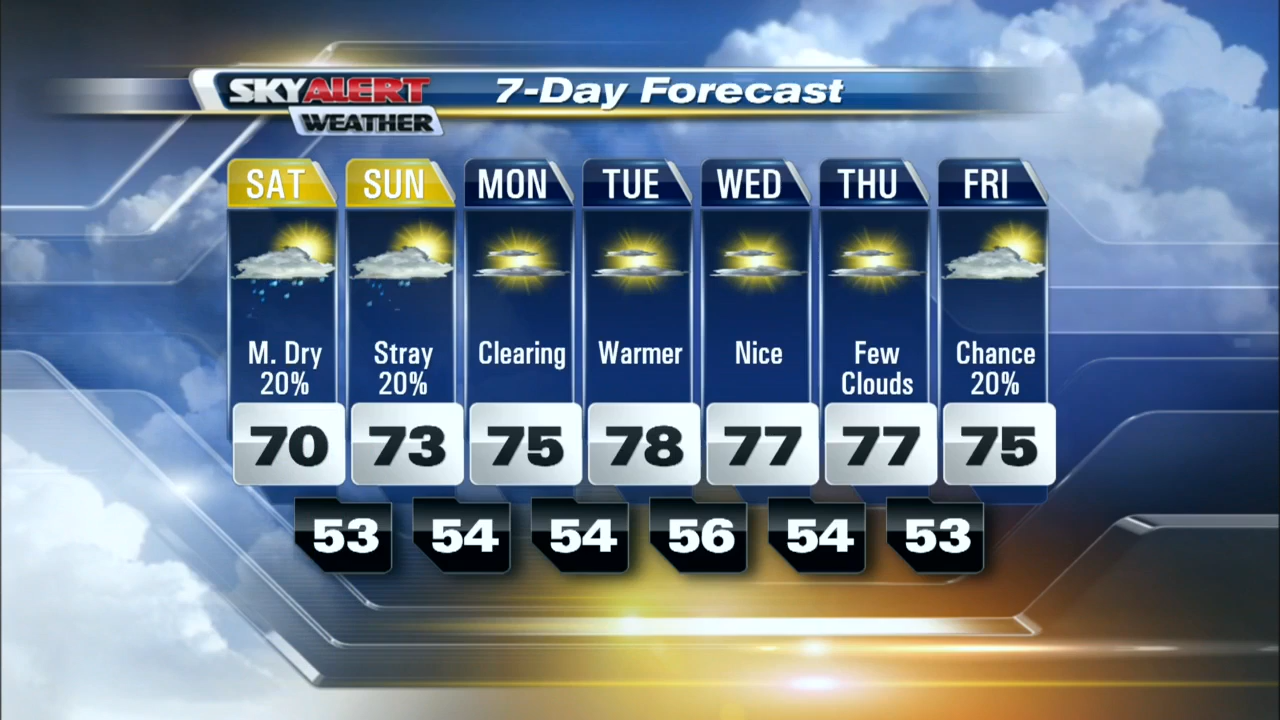 SKYALERT
WEATHER
7-Day Forecast
SAT SUN MON TUE WED THU FRI
M. Dry Stray Clearing Warmer Nice Few Chance
20% 20% Clouds 20%
70 73 75 78 77 77 75
53 54 54 56 54 53